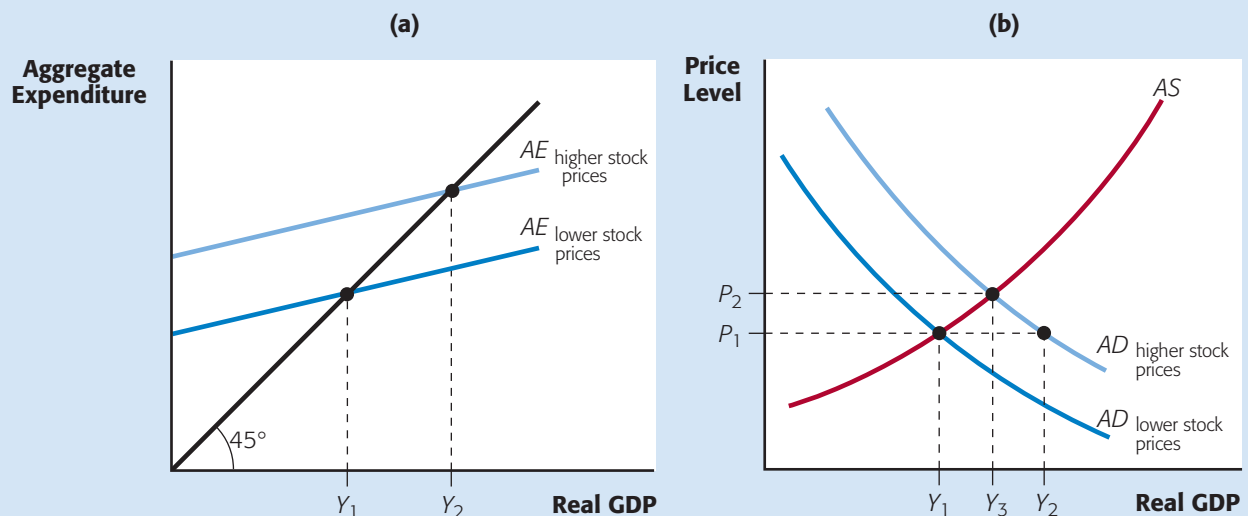 (a)
Aggregate
Expenditure
AE higher stock
prices
AE lower stock
prices
45°
Y1
Y2
Real GDP
(b)
Price
Level
AS
P2
P1
AD higher stock
prices
AD lower stock
prices
Y1
Y3
Y2
Real GDP